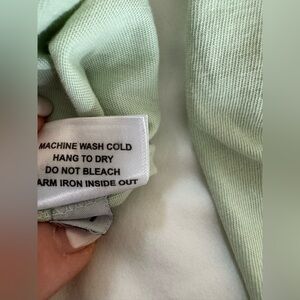 MACHINE WASH COLD
HANG TO DRY
DO NOT BLEACH
ARM IRON INSIDE OUT